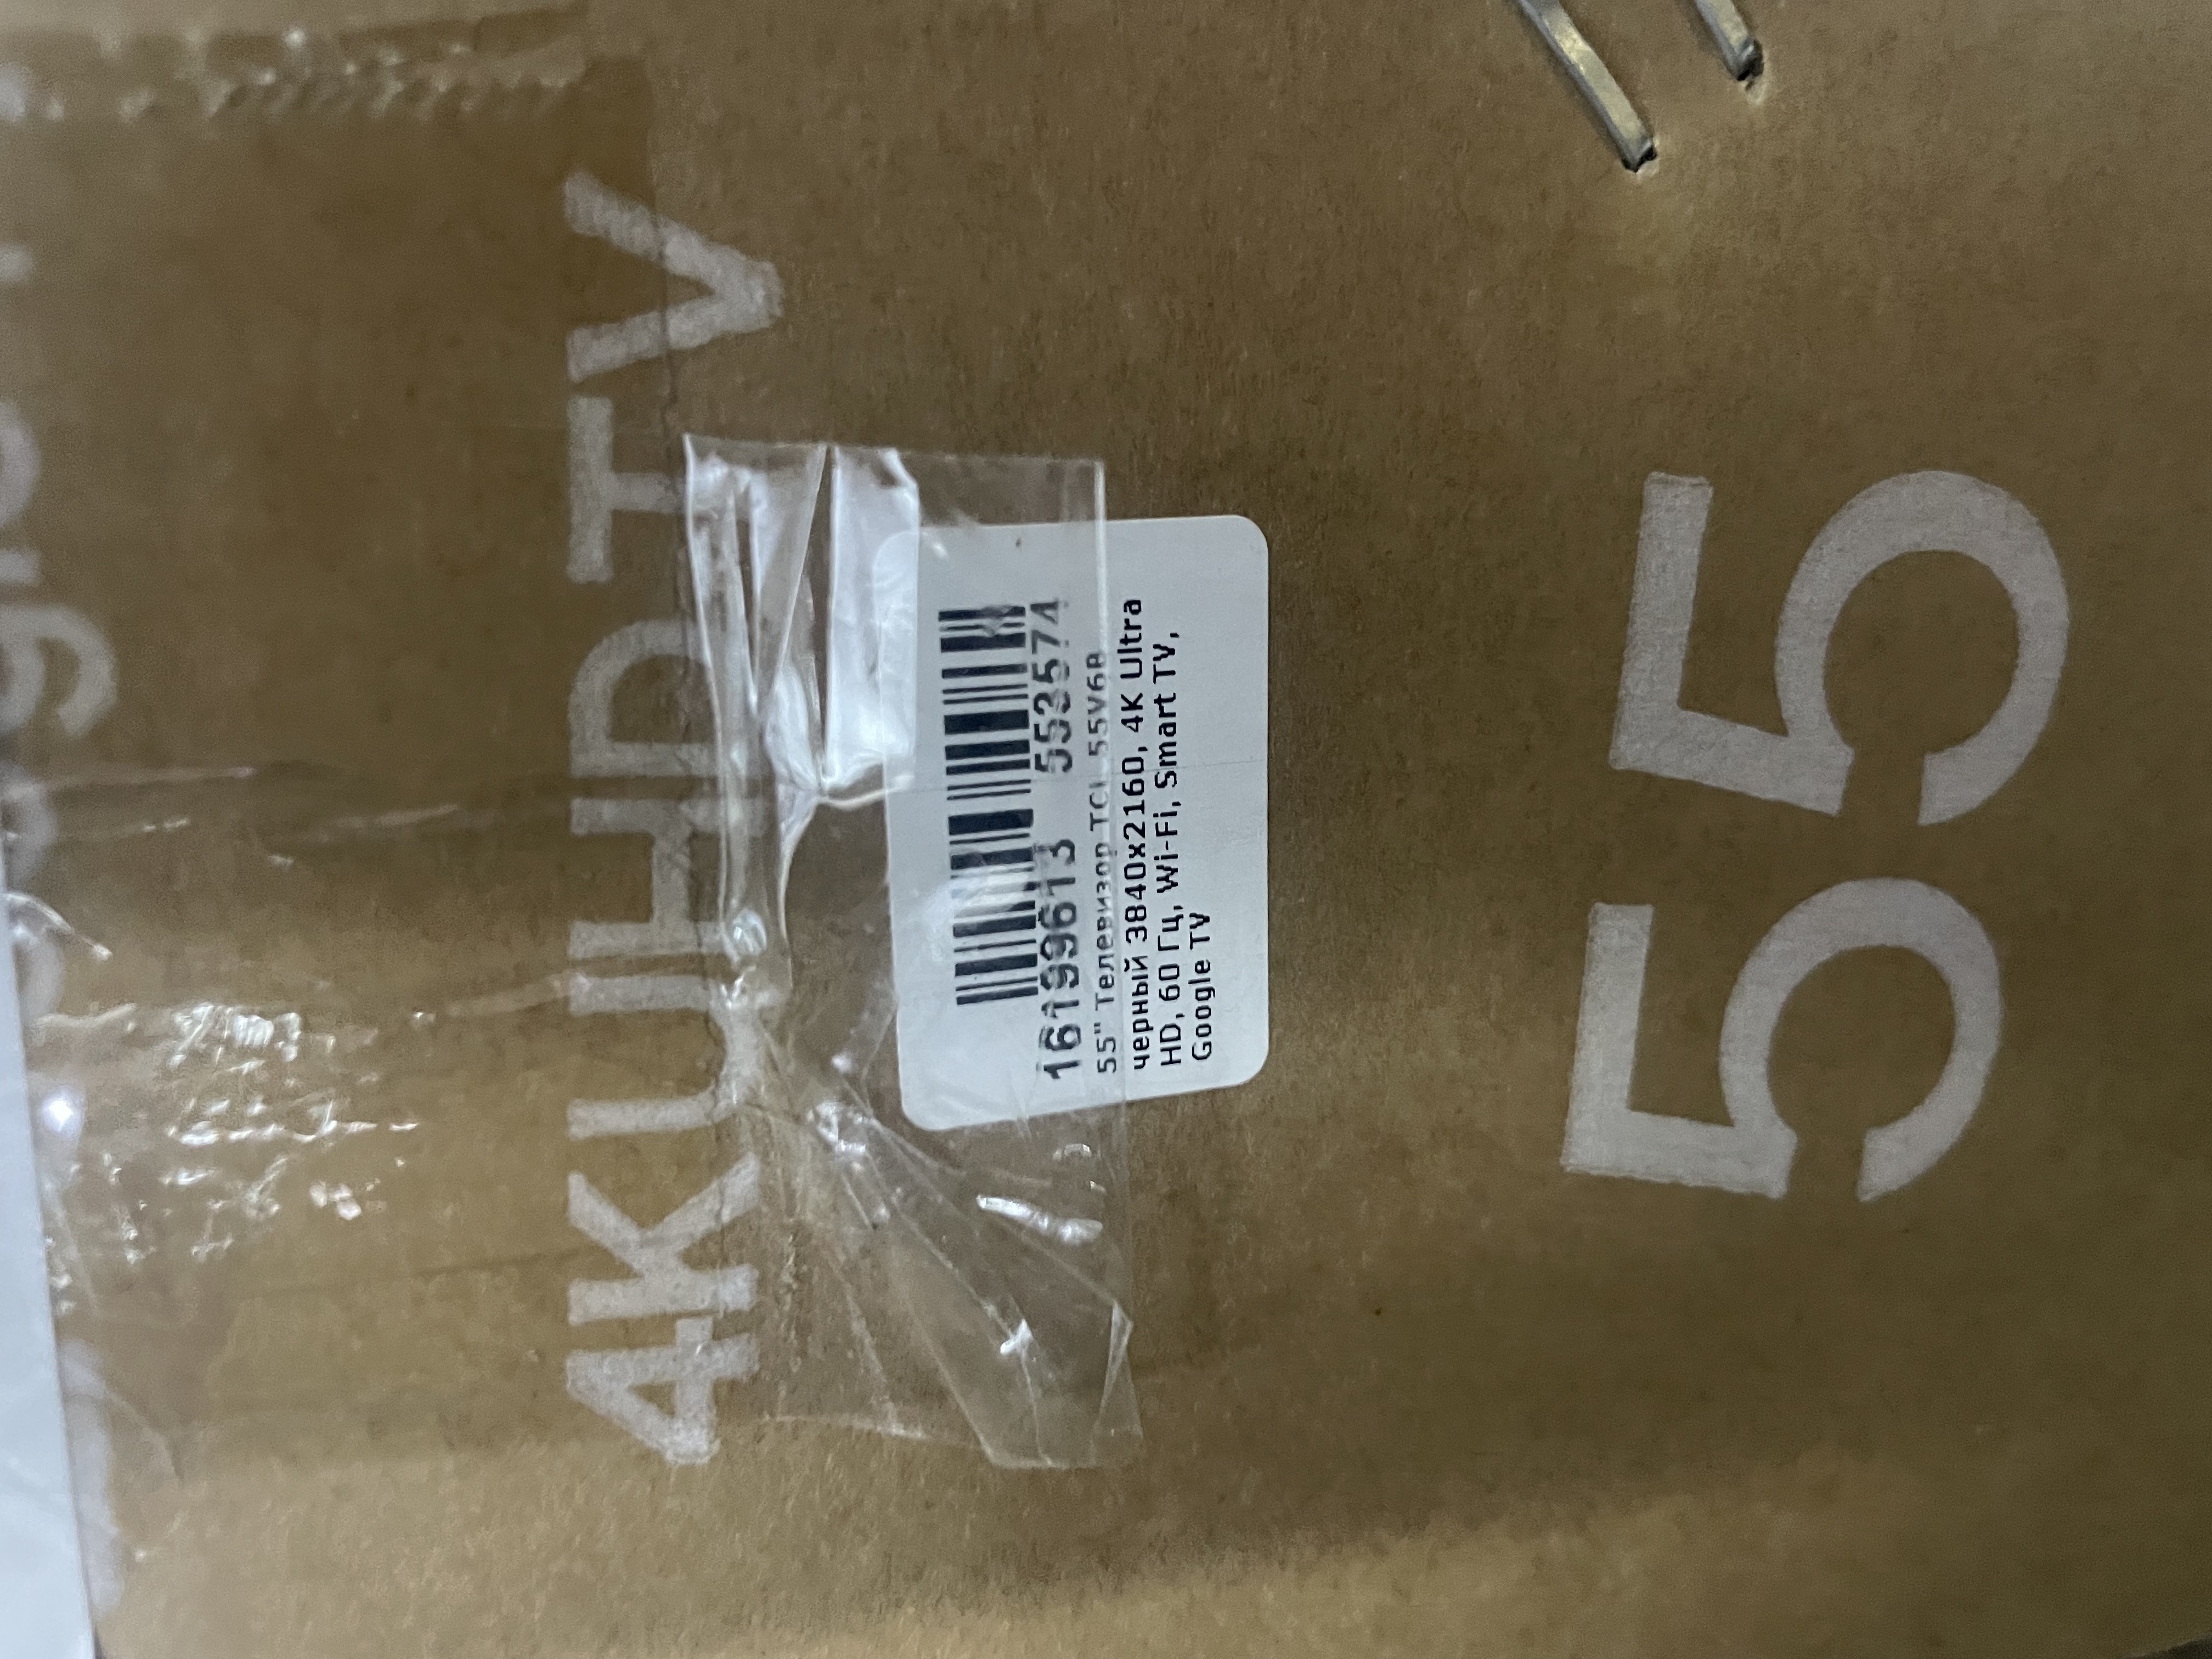 4K UHD TV
16199613 5535574
55" Телевизор TCL 55V6B
черный 3840x2160, 4K Ultra
HD, 60 Гц, Wi-Fi, Smart TV,
Google TV
55